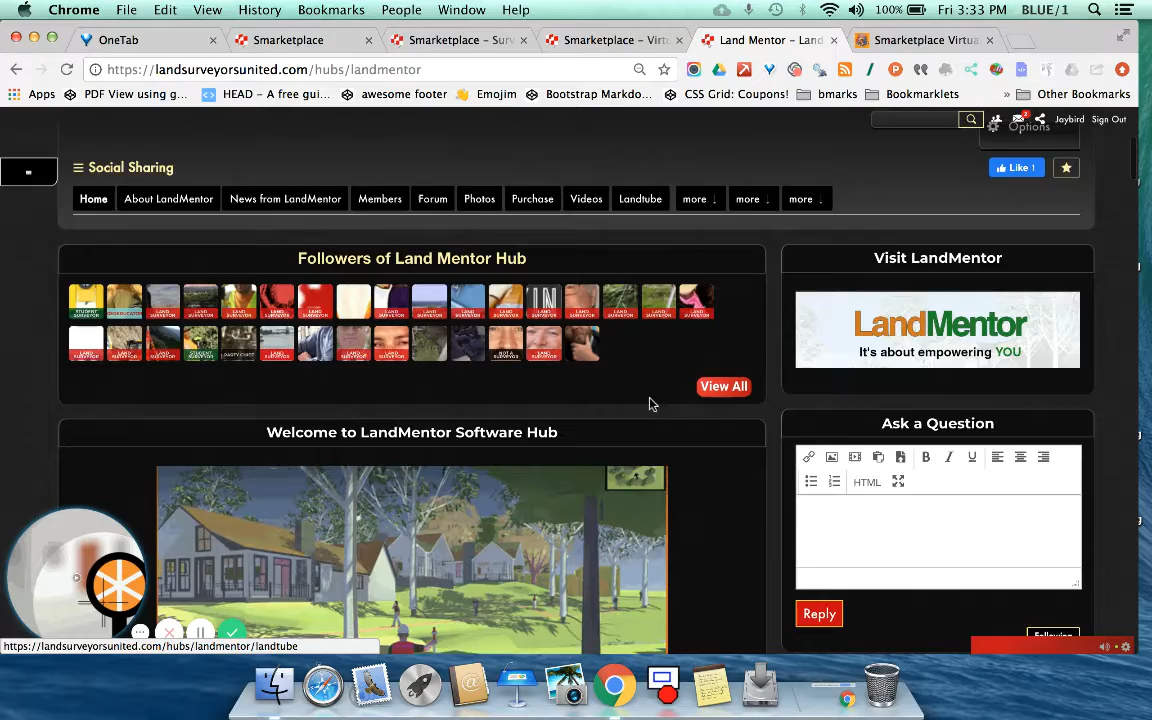 Chrome File Edit View History Bookmarks People Window Help 100% Fri 3:33 PM BLUE/1
OneTab Smarketplace Smarketplace – Surv Smarketplace – Virtu Land Mentor – Land Smarketplace Virtual
https://landsurveyorsunited.com/hubs/landmentor
Apps PDF View using g... HEAD - A free gui... awesome footer Emojim Bootstrap Markdo... CSS Grid: Coupons! bmarks Bookmarklets » Other Bookmarks
2 Jaybird Sign Out
Options
Social Sharing
Like 1
Home About LandMentor News from LandMentor Members Forum Photos Purchase Videos Landtube more ↓ more ↓ more ↓
Followers of Land Mentor Hub
View All
Visit LandMentor
LandMentor
It's about empowering YOU
Welcome to LandMentor Software Hub
Ask a Question
B I U
HTML
Reply
Following
https://landsurveyorsunited.com/hubs/landmentor/landtube